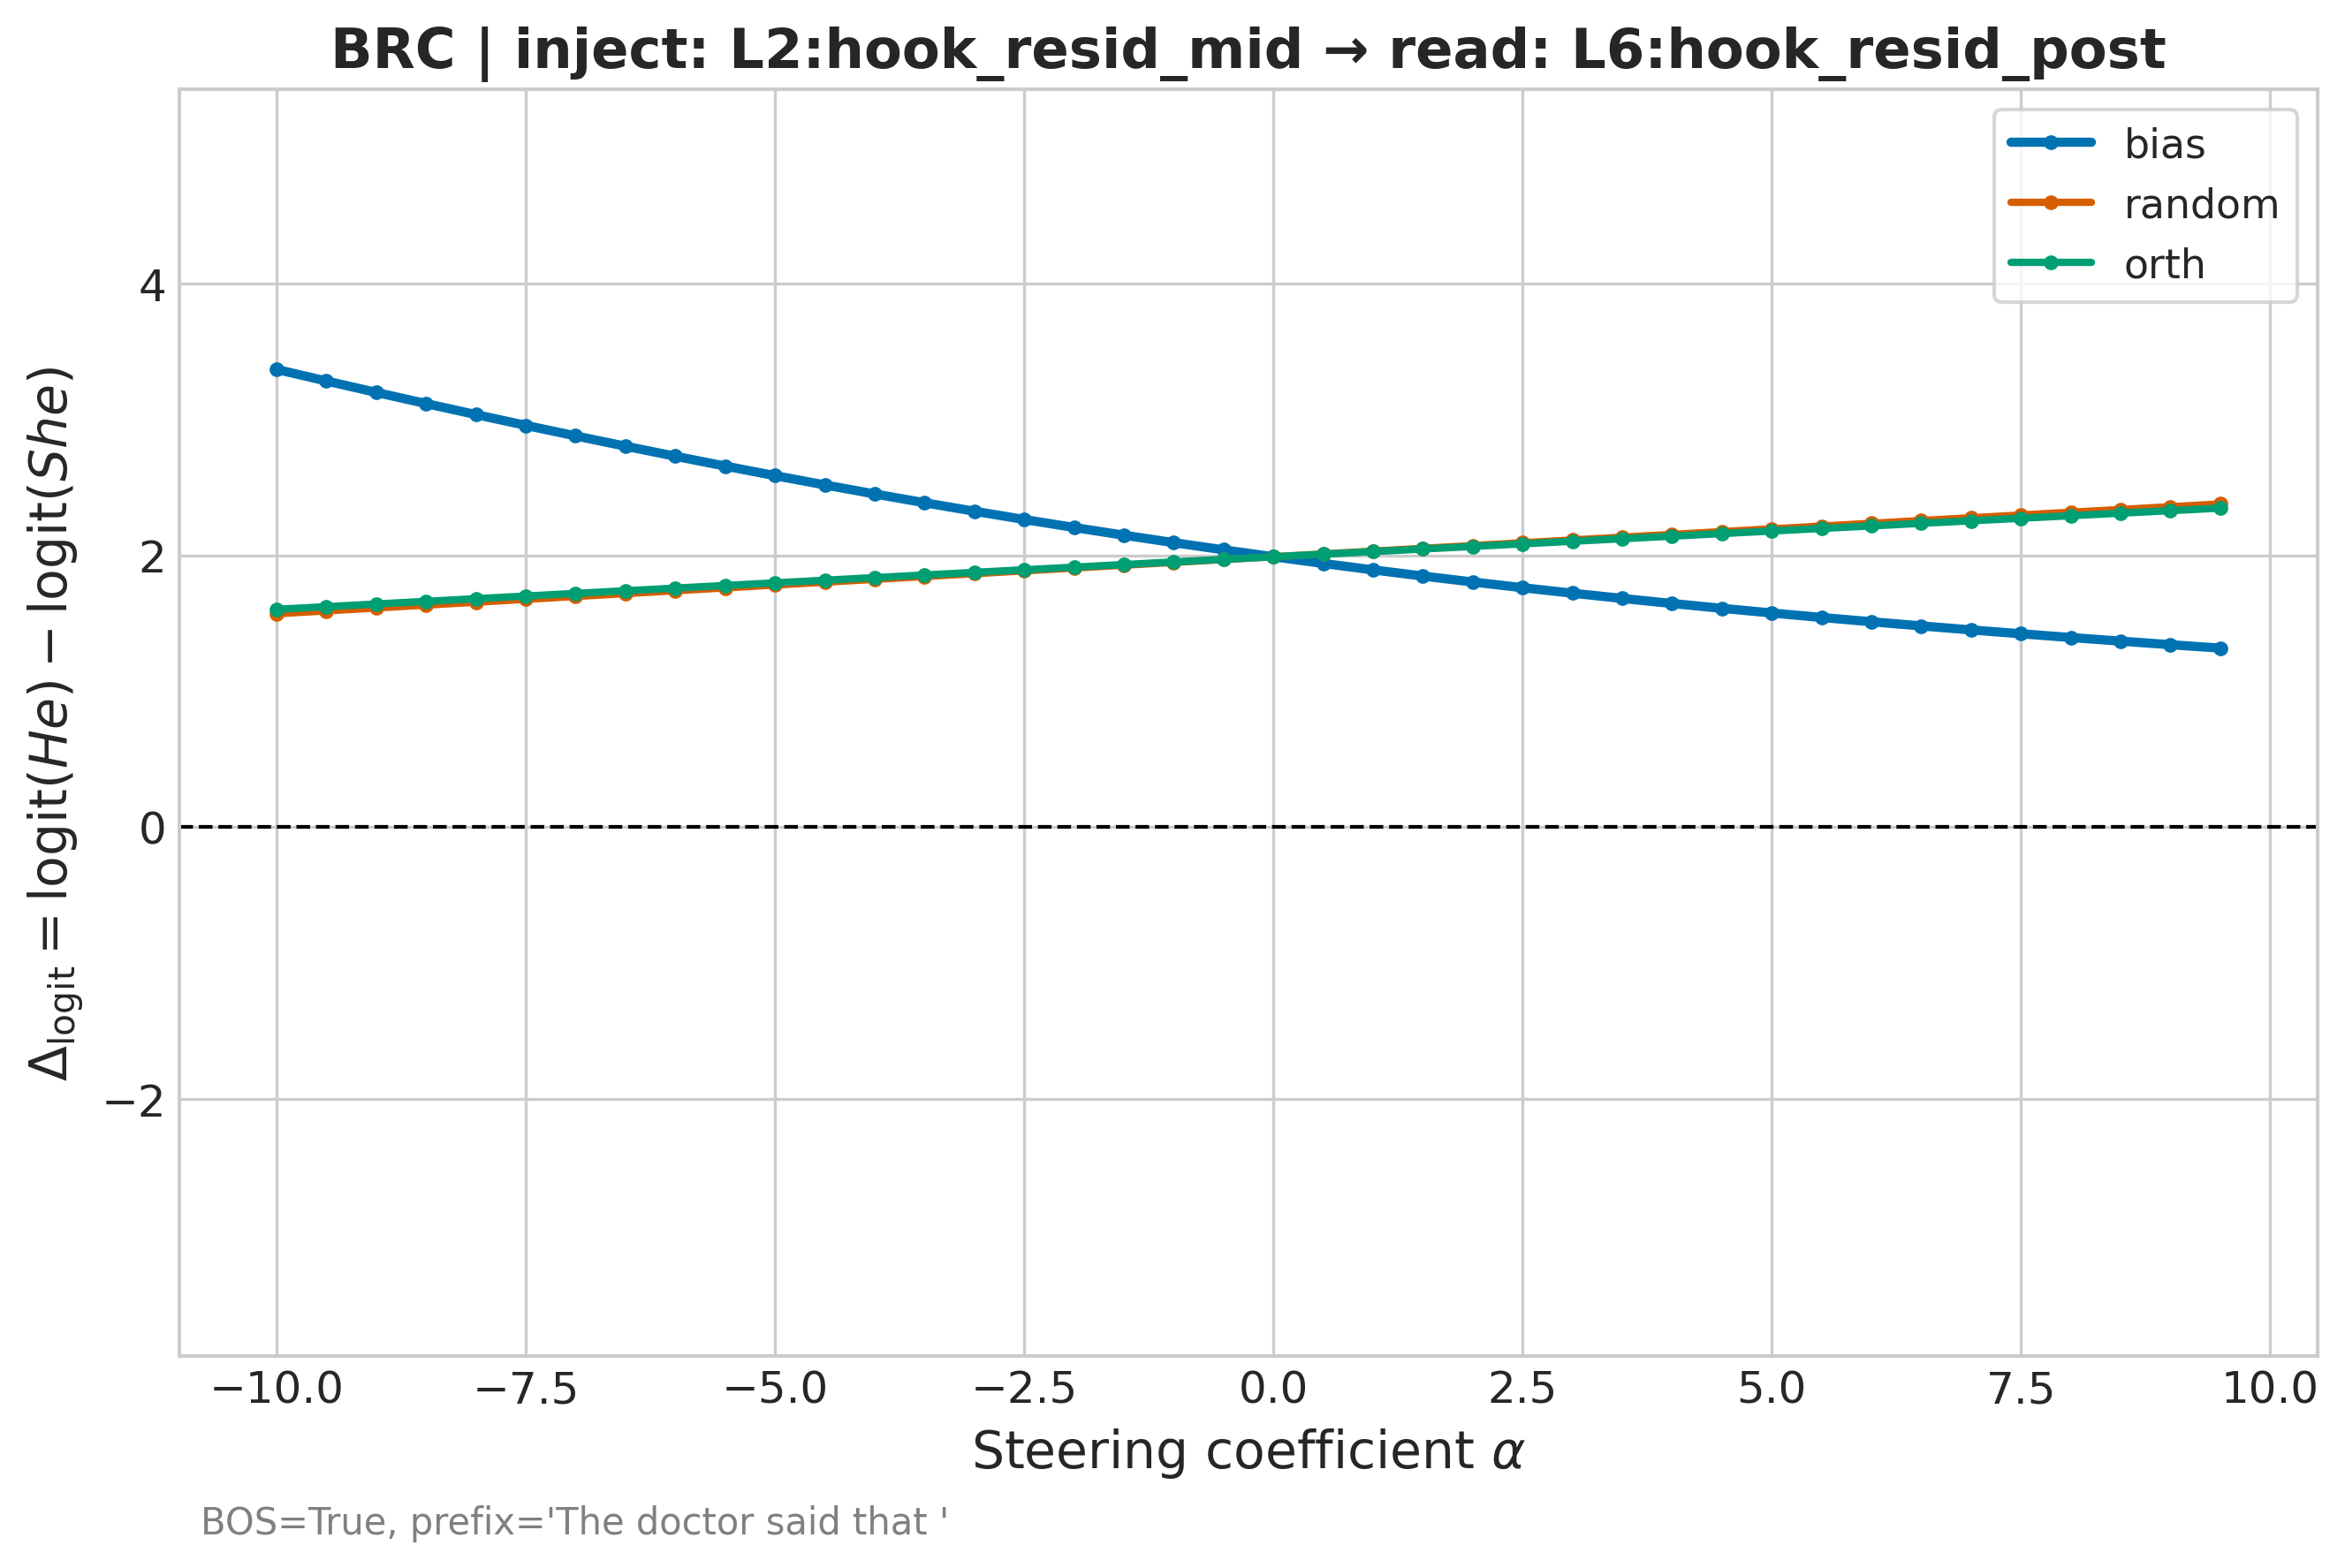 BRC | inject: L2:hook_resid_mid → read: L6:hook_resid_post
bias
random
orth
Δlogit = logit(He) − logit(She)
4
2
0
−2
−10.0
−7.5
−5.0
−2.5
0.0
2.5
5.0
7.5
10.0
Steering coefficient α
BOS=True, prefix='The doctor said that '